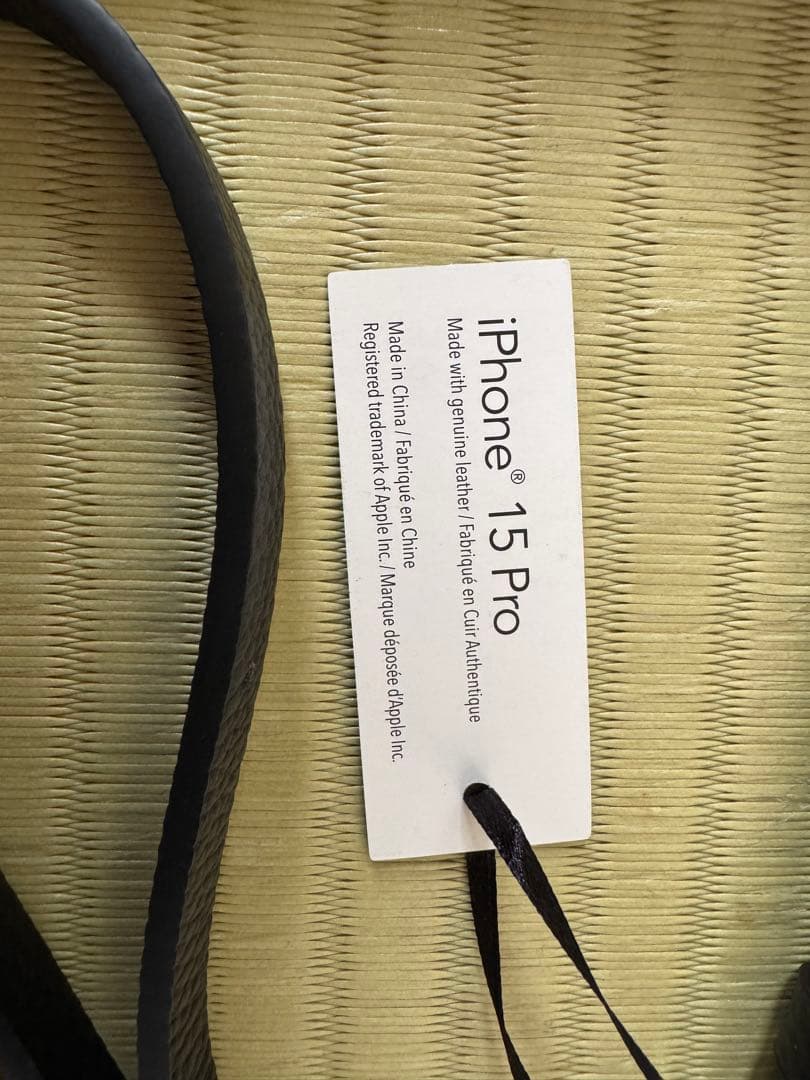 iPhone® 15 Pro
Made with genuine leather / Fabriqué en Cuir Authentique
Made in China / Fabriqué en Chine
Registered trademark of Apple Inc. / Marque déposée d'Apple Inc.